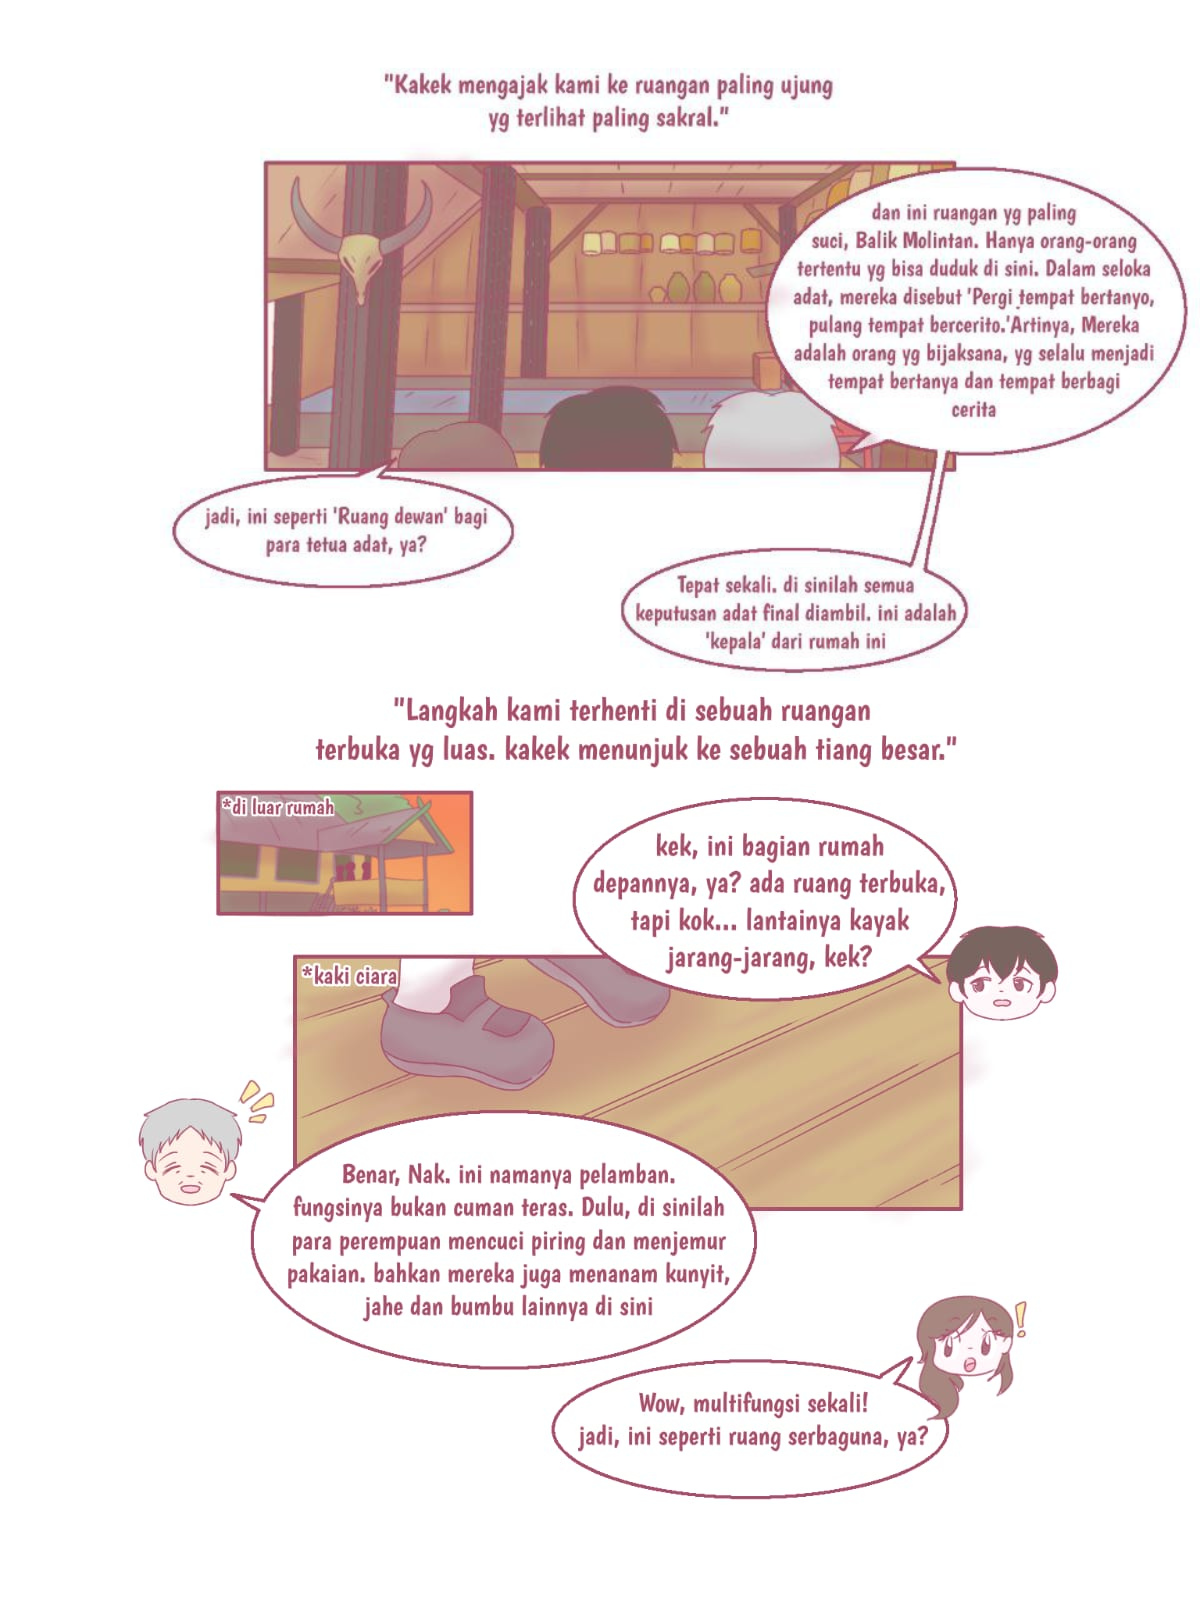 "Kakek mengajak kami ke ruangan paling ujung
yg terlihat paling sakral."
dan ini ruangan yg paling
suci, Balik Molintan. Hanya orang-orang
tertentu yg bisa duduk di sini. Dalam seloka
adat, mereka disebut 'Pergi tempat bertanyo,
pulang tempat bercerito.'Artinya, Mereka
adalah orang yg bijaksana, yg selalu menjadi
tempat bertanya dan tempat berbagi
cerita
jadi, ini seperti 'Ruang dewan' bagi
para tetua adat, ya?
Tepat sekali. di sinilah semua
keputusan adat final diambil. ini adalah
'kepala' dari rumah ini
"Langkah kami terhenti di sebuah ruangan
terbuka yg luas. kakek menunjuk ke sebuah tiang besar."
*di luar rumah
kek, ini bagian rumah
depannya, ya? ada ruang terbuka,
tapi kok... lantainya kayak
jarang-jarang, kek?
*kaki ciara
Benar, Nak. ini namanya pelamban.
fungsinya bukan cuman teras. Dulu, di sinilah
para perempuan mencuci piring dan menjemur
pakaian. bahkan mereka juga menanam kunyit,
jahe dan bumbu lainnya di sini
Wow, multifungsi sekali!
jadi, ini seperti ruang serbaguna, ya?